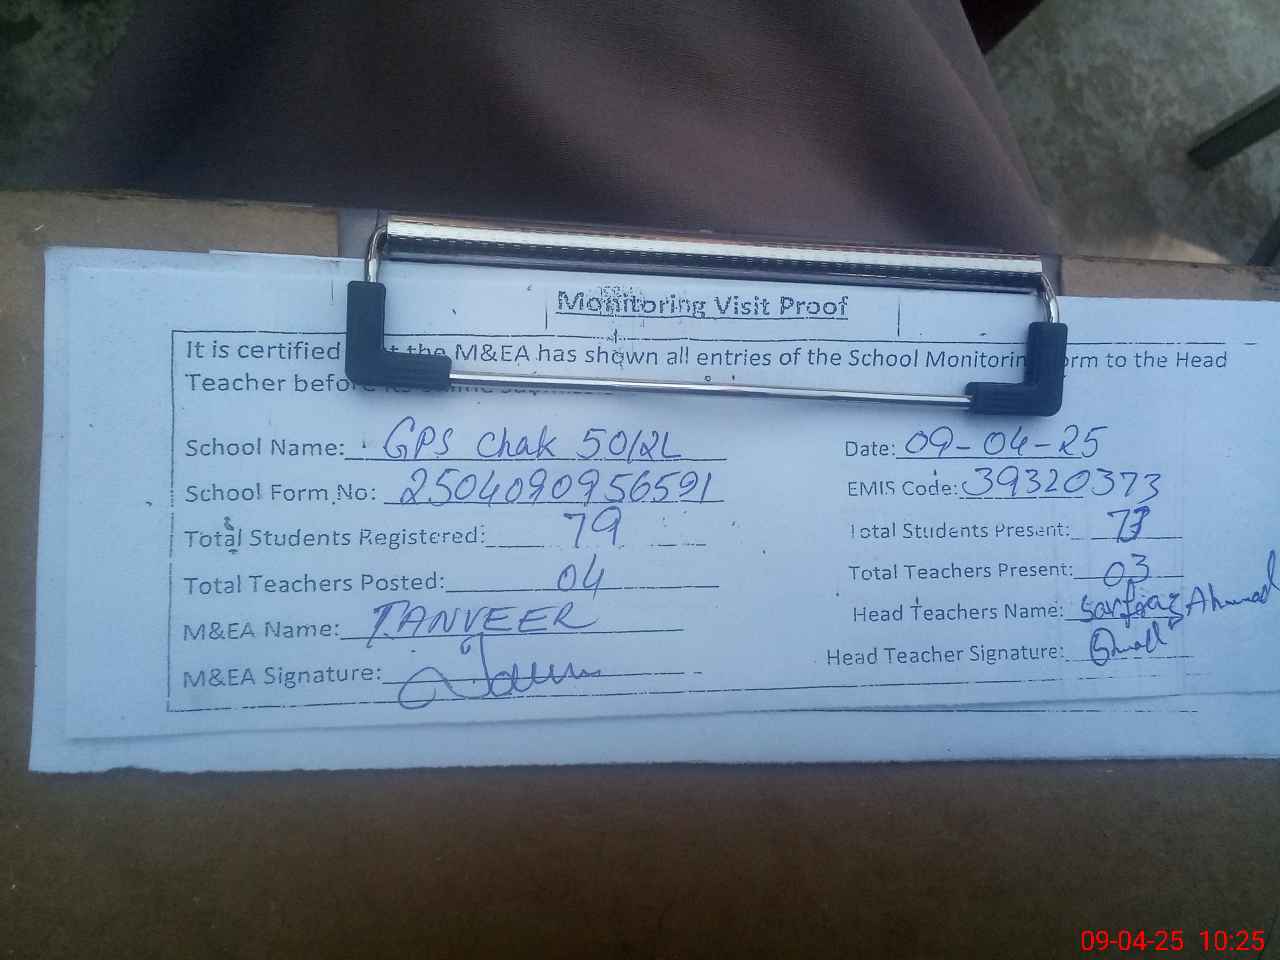 Monitoring Visit Proof
It is certified the M&EA has shown all entries of the School Monitoring Form to the Head
Teacher before
School Name: GPS Chak 50/2L Date: 09-04-25
School Form No: 2504090956591 EMIS Code: 39320373
Total Students Registered: 79 Total Students Present: 73
Total Teachers Posted: 04 Total Teachers Present: 03
M&EA Name: TANVEER Head Teachers Name: Sarfraz Ahmad
M&EA Signature: Head Teacher Signature:
09-04-25 10:25